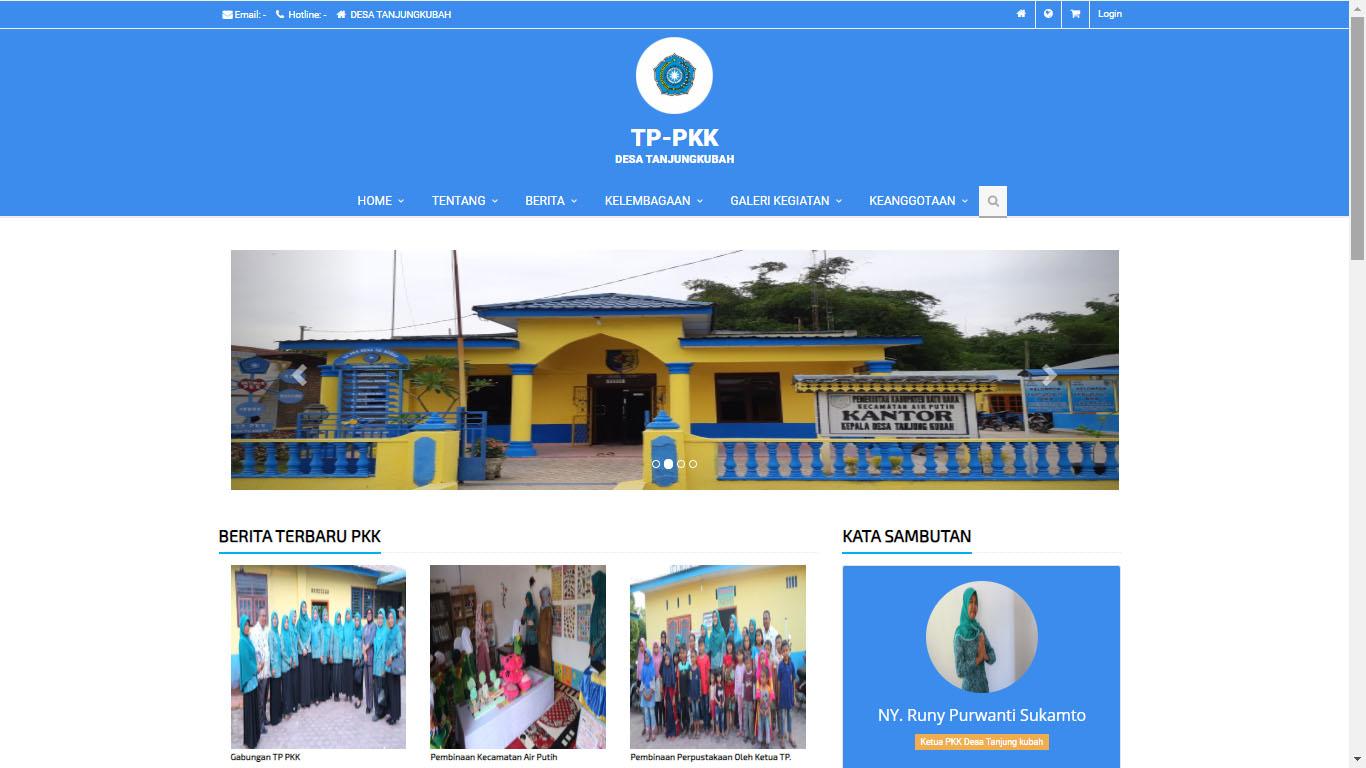 Email: - Hotline: - DESA TANJUNGKUBAH
Login
TP-PKK
DESA TANJUNGKUBAH
HOME TENTANG BERITA KELEMBAGAAN GALERI KEGIATAN KEANGGOTAAN
PEMERINTAH KABUPATEN BATU BARA
KECAMATAN AIR PUTIH
KANTOR
KEPALA DESA TANJUNG KUBAH
BERITA TERBARU PKK
KATA SAMBUTAN
Gabungan TP PKK
Pembinaan Kecamatan Air Putih
Pembinaan Perpustakaan Oleh Ketua TP.
NY. Runy Purwanti Sukamto
Ketua PKK Desa Tanjung kubah